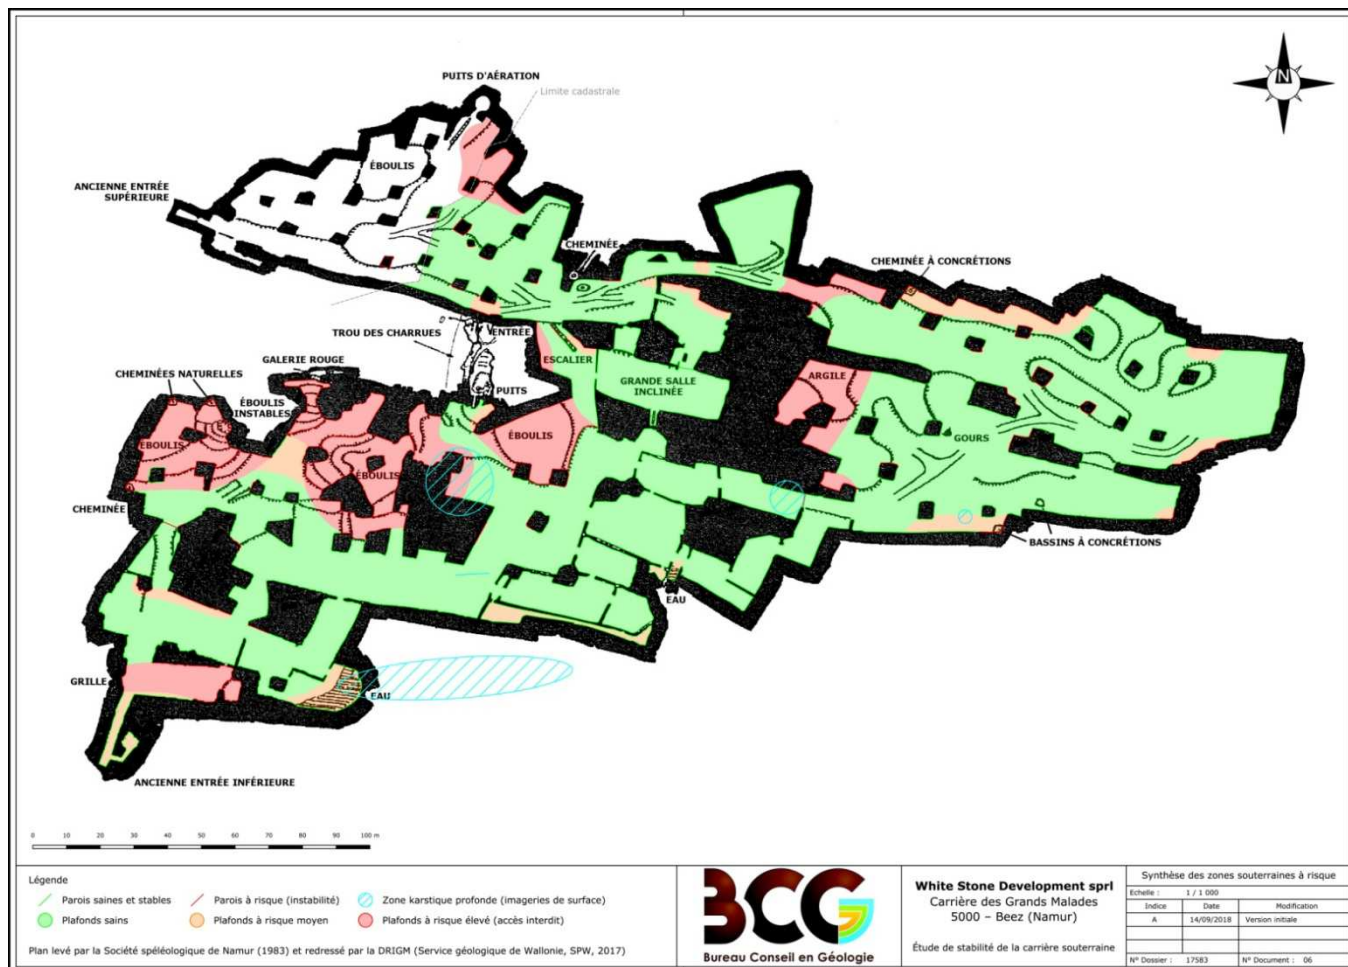 PUITS D'AÉRATION
Limite cadastrale
N
ÉBOULIS
ANCIENNE ENTRÉE
SUPÉRIEURE
CHEMINÉE
CHEMINÉE À CONCRÉTIONS
TROU DES CHARRUES
ENTRÉE
GALERIE ROUGE
ESCALIER
CHEMINÉES NATURELLES
ÉBOULIS
INSTABLES
PUITS
GRANDE SALLE
INCLINÉE
ARGILE
ÉBOULIS
ÉBOULIS
GOURS
ÉBOULIS
CHEMINÉE
BASSINS À CONCRÉTIONS
EAU
GRILLE
EAU
ANCIENNE ENTRÉE INFÉRIEURE
0 10 20 30 40 50 60 70 80 90 100 m
Légende
Parois saines et stables
Parois à risque (instabilité)
Zone karstique profonde (imageries de surface)
Plafonds sains
Plafonds à risque moyen
Plafonds à risque élevé (accès interdit)
Plan levé par la Société spéléologique de Namur (1983) et redressé par la DRIGM (Service géologique de Wallonie, SPW, 2017)
BCG
Bureau Conseil en Géologie
White Stone Development sprl
Carrière des Grands Malades
5000 – Beez (Namur)
Étude de stabilité de la carrière souterraine
Synthèse des zones souterraines à risque
Echelle : 1 / 1 000
Indice Date Modification
A 14/09/2018 Version initiale
N° Dossier : 17583 N° Document : 06